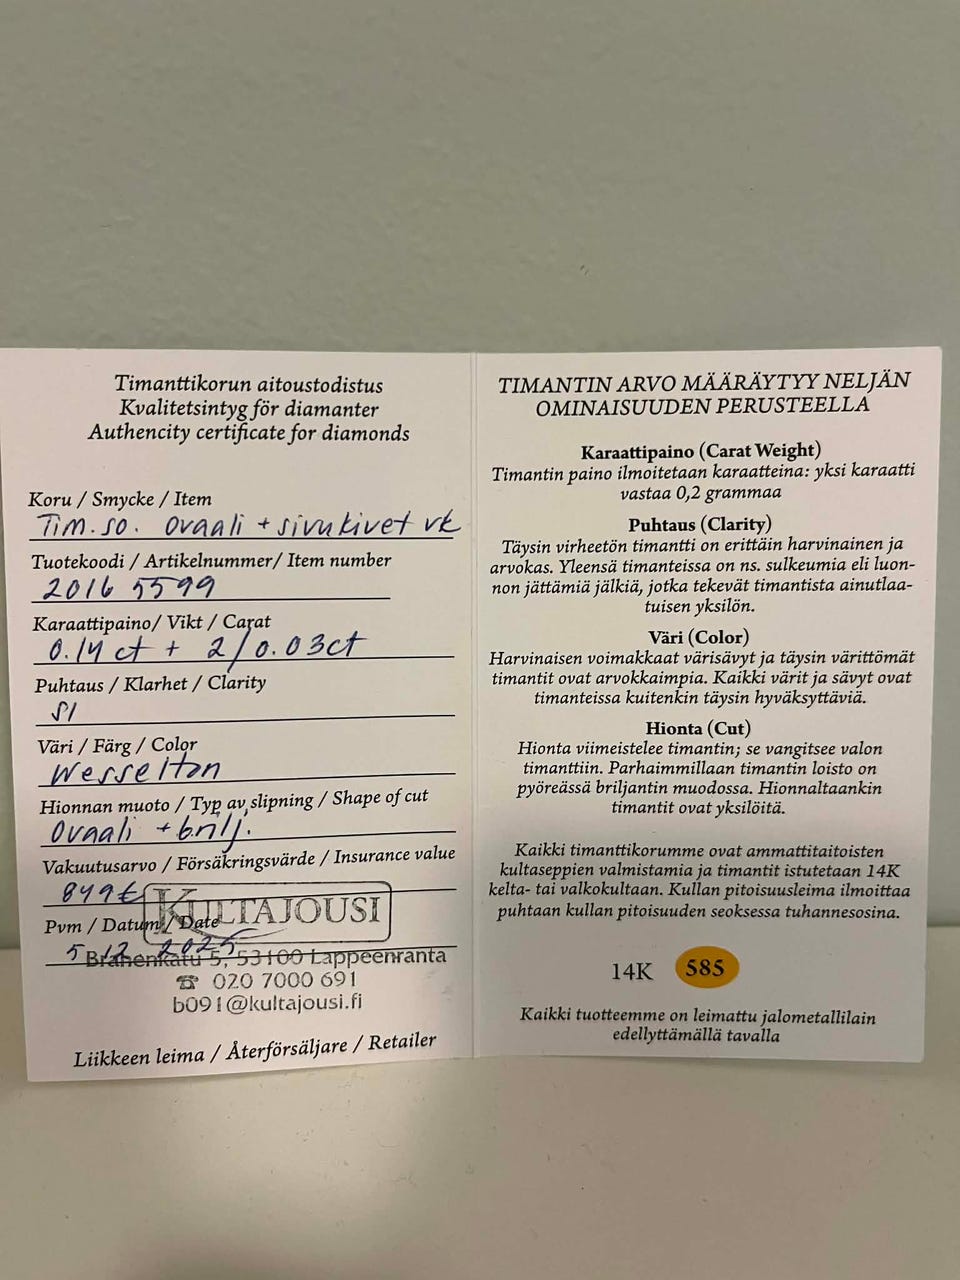 Timanttikorun aitoustodistus
Kvalitetsintyg för diamanter
Authencity certificate for diamonds
Koru / Smycke / Item
Tim.so. Ovaali + sivukivet vk
Tuotekoodi / Artikelnummer/ Item number
2016 5599
Karaattipaino/ Vikt / Carat
0.14 ct + 2/0.03ct
Puhtaus / Klarhet / Clarity
SI
Väri / Färg / Color
Wesselton
Hionnan muoto / Typ av slipning / Shape of cut
Ovaali + brilj.
Vakuutusarvo / Försäkringsvärde / Insurance value
849€
KULTAJOUSI
Pvm / Datum / Date
5.12.2025
Brahenkatu 5, 53100 Lappeenranta
☎ 020 7000 691
b091@kultajousi.fi
Liikkeen leima / Återförsäljare / Retailer
TIMANTIN ARVO MÄÄRÄYTYY NELJÄN
OMINAISUUDEN PERUSTEELLA
Karaattipaino (Carat Weight)
Timantin paino ilmoitetaan karaatteina: yksi karaatti
vastaa 0,2 grammaa
Puhtaus (Clarity)
Täysin virheetön timantti on erittäin harvinainen ja
arvokas. Yleensä timanteissa on ns. sulkeumia eli luon-
non jättämiä jälkiä, jotka tekevät timantista ainutlaa-
tuisen yksilön.
Väri (Color)
Harvinaisen voimakkaat värisävyt ja täysin värittömät
timantit ovat arvokkaimpia. Kaikki värit ja sävyt ovat
timanteissa kuitenkin täysin hyväksyttäviä.
Hionta (Cut)
Hionta viimeistelee timantin; se vangitsee valon
timanttiin. Parhaimmillaan timantin loisto on
pyöreässä briljantin muodossa. Hionnaltaankin
timantit ovat yksilöitä.
Kaikki timanttikorumme ovat ammattitaitoisten
kultaseppien valmistamia ja timantit istutetaan 14K
kelta- tai valkokultaan. Kullan pitoisuusleima ilmoittaa
puhtaan kullan pitoisuuden seoksessa tuhannesosina.
14K 585
Kaikki tuotteemme on leimattu jalometallilain
edellyttämällä tavalla